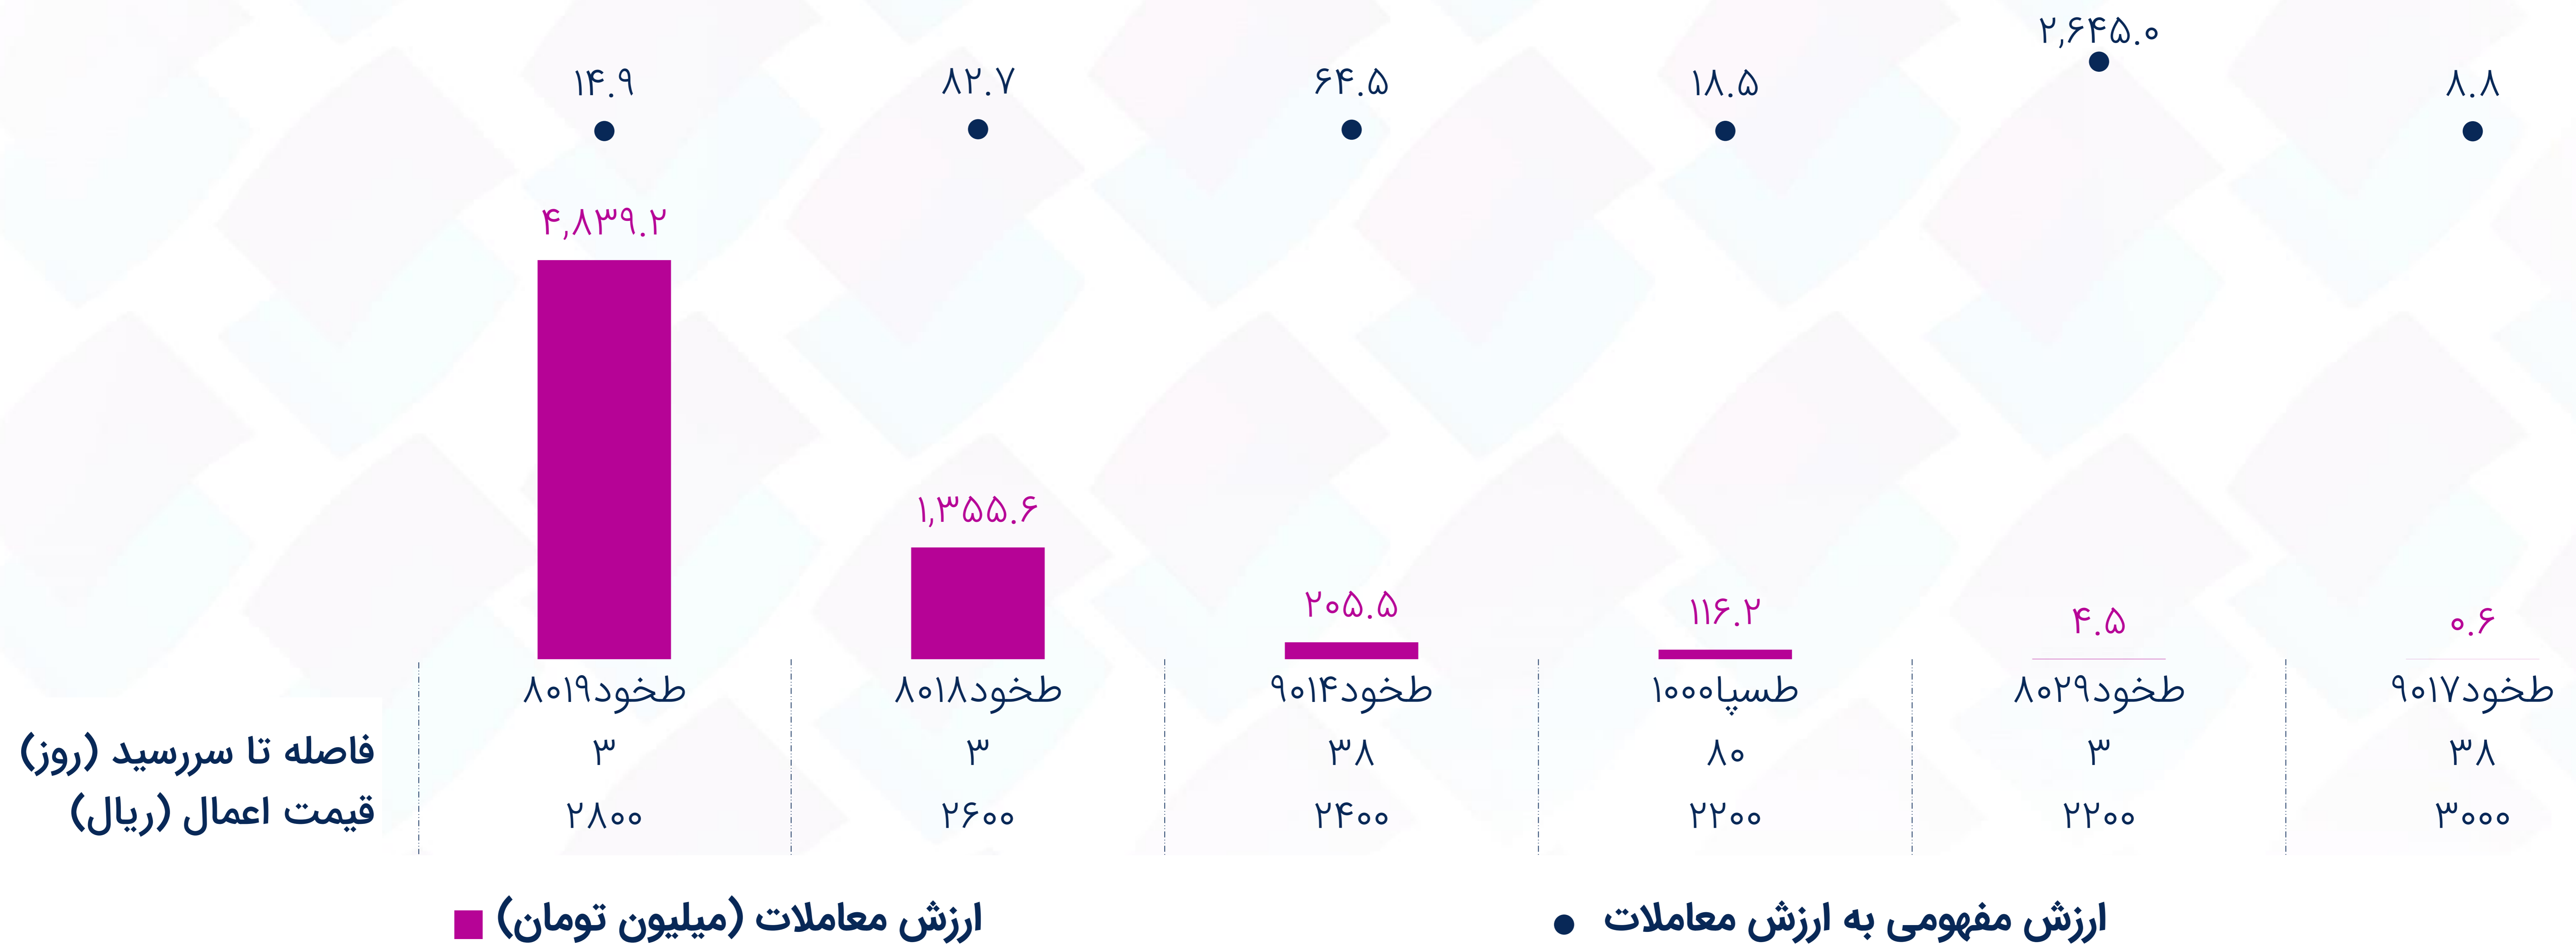 ۲,۶۴۵.۰
۱۴.۹ ۸۲.۷ ۶۴.۵ ۱۸.۵ ۸.۸
۴,۸۳۹.۲
۱,۳۵۵.۶
۲۰۵.۵ ۱۱۶.۲ ۴.۵ ۰.۶
طخود۸۰۱۹ طخود۸۰۱۸ طخود۹۰۱۴ طسپا۱۰۰۰ طخود۸۰۲۹ طخود۹۰۱۷
فاصله تا سررسید (روز) ۳ ۳ ۳۸ ۸۰ ۳ ۳۸
قیمت اعمال (ریال) ۲۸۰۰ ۲۶۰۰ ۲۴۰۰ ۲۲۰۰ ۲۲۰۰ ۳۰۰۰
ارزش معاملات (میلیون تومان) ارزش مفهومی به ارزش معاملات